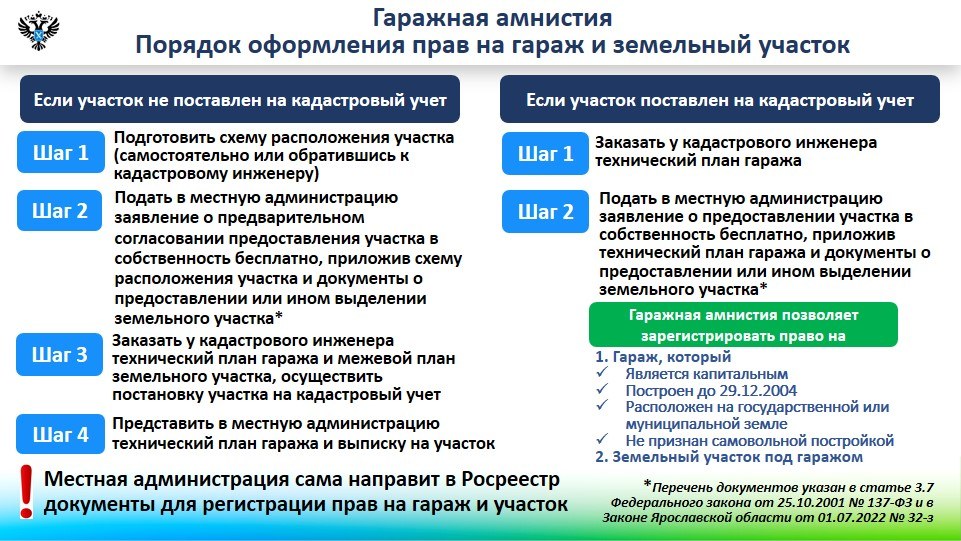 Гаражная амнистия
Порядок оформления прав на гараж и земельный участок
Если участок не поставлен на кадастровый учет
Шаг 1
Подготовить схему расположения участка
(самостоятельно или обратившись к
кадастровому инженеру)
Шаг 2
Подать в местную администрацию
заявление о предварительном
согласовании предоставления участка в
собственность бесплатно, приложив схему
расположения участка и документы о
предоставлении или ином выделении
земельного участка*
Шаг 3
Заказать у кадастрового инженера
технический план гаража и межевой план
земельного участка, осуществить
постановку участка на кадастровый учет
Шаг 4
Представить в местную администрацию
технический план гаража и выписку на участок
Если участок поставлен на кадастровый учет
Шаг 1
Заказать у кадастрового инженера
технический план гаража
Шаг 2
Подать в местную администрацию
заявление о предоставлении участка в
собственность бесплатно, приложив
технический план гаража и документы о
предоставлении или ином выделении
земельного участка*
Гаражная амнистия позволяет
зарегистрировать право на
1. Гараж, который
✓ Является капитальным
✓ Построен до 29.12.2004
✓ Расположен на государственной или
муниципальной земле
✓ Не признан самовольной постройкой
2. Земельный участок под гаражом
! Местная администрация сама направит в Росреестр
документы для регистрации прав на гараж и участок
*Перечень документов указан в статье 3.7
Федерального закона от 25.10.2001 № 137-ФЗ и в
Законе Ярославской области от 01.07.2022 № 32-з